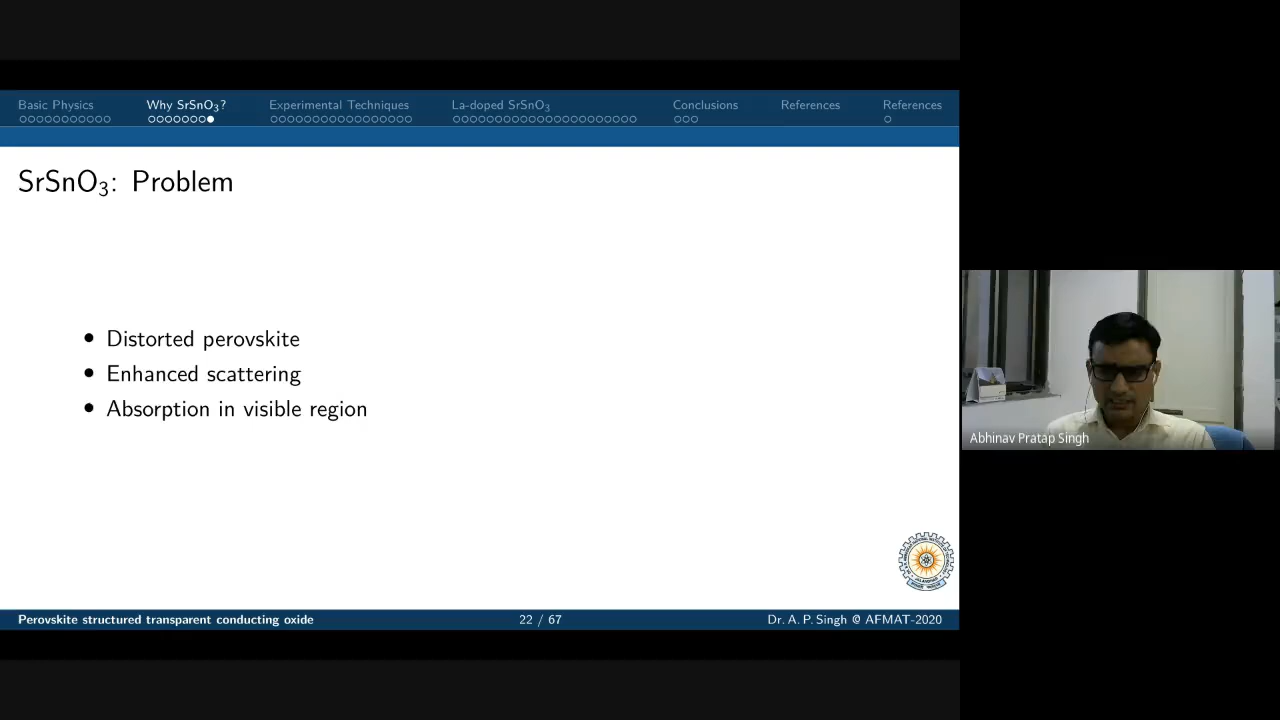 Basic Physics Why SrSnO₃? Experimental Techniques La-doped SrSnO₃ Conclusions References References
SrSnO₃: Problem
• Distorted perovskite
• Enhanced scattering
• Absorption in visible region
Abhinav Pratap Singh
JALANDHAR
Perovskite structured transparent conducting oxide 22 / 67 Dr. A. P. Singh @ AFMAT-2020